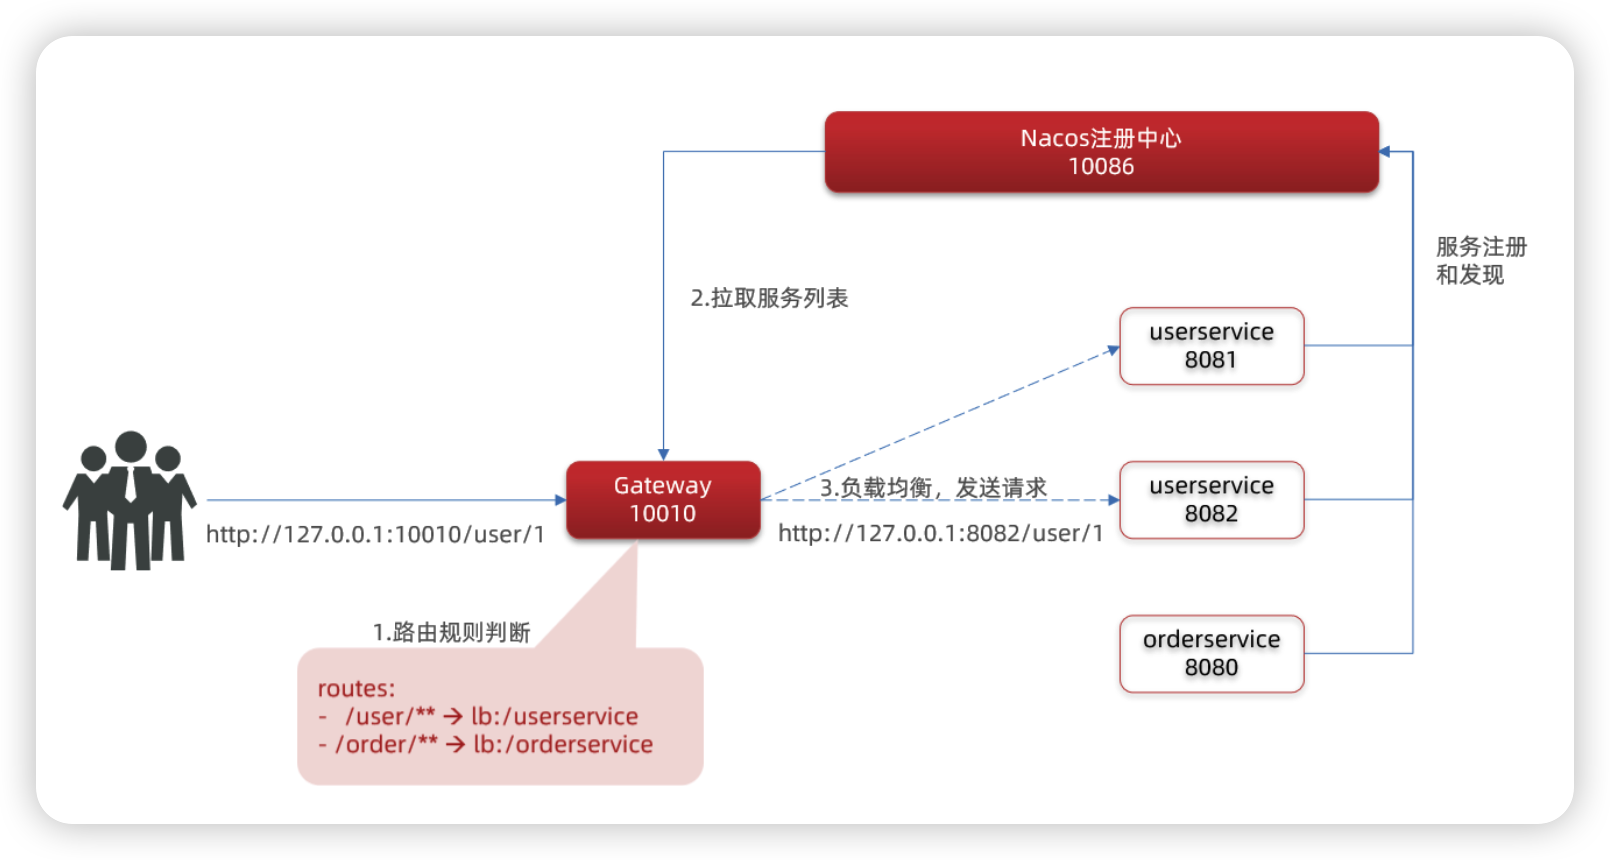 Nacos注册中心
10086
服务注册
和发现
2.拉取服务列表
userservice
8081
Gateway
10010
3.负载均衡，发送请求
userservice
8082
http://127.0.0.1:10010/user/1
http://127.0.0.1:8082/user/1
1.路由规则判断
orderservice
8080
routes:
- /user/** → lb:/userservice
- /order/** → lb:/orderservice